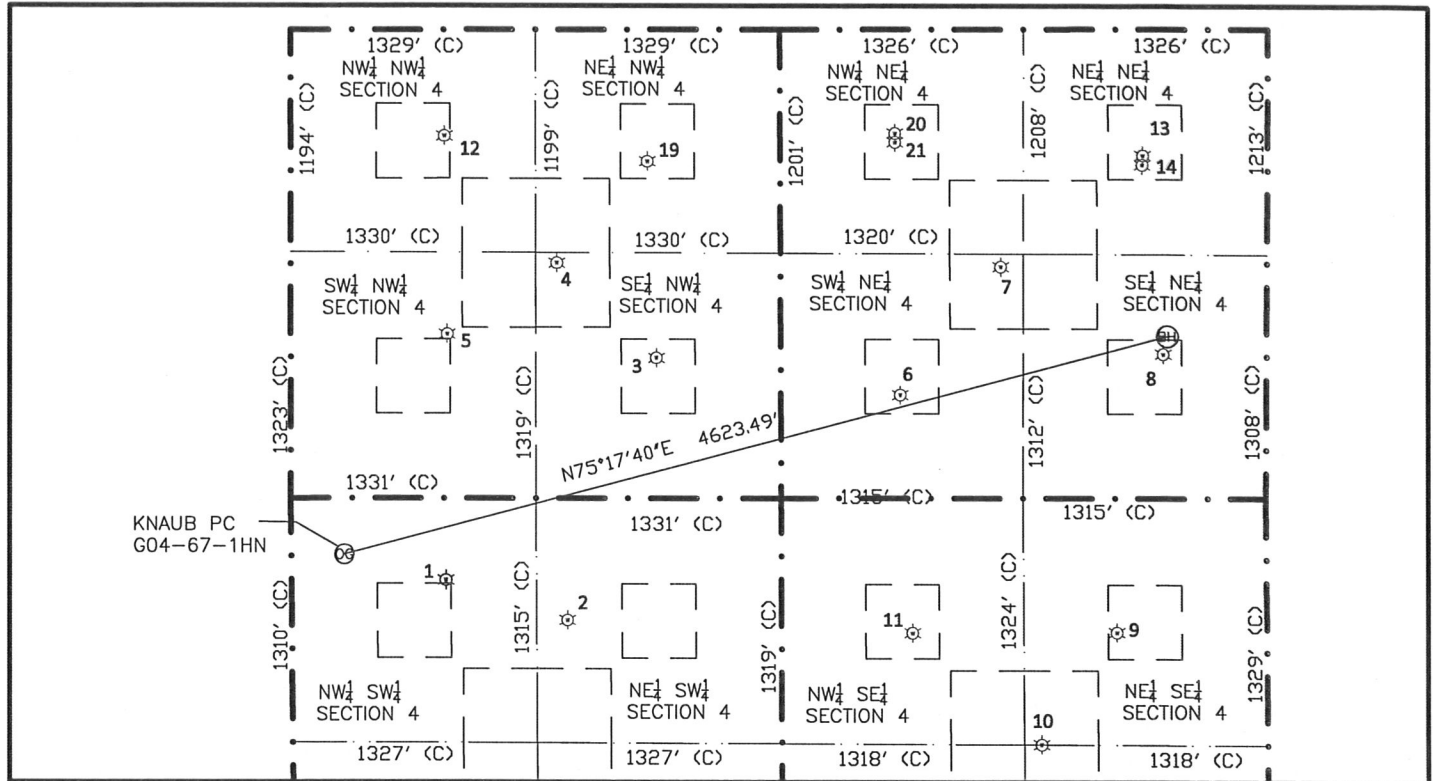 1329' (C)
1329' (C)
1326' (C)
1326' (C)
NW¼ NW¼
SECTION 4
NE¼ NW¼
SECTION 4
NW¼ NE¼
SECTION 4
NE¼ NE¼
SECTION 4
1194' (C)
1199' (C)
1201' (C)
1208' (C)
1213' (C)
12
19
20
21
13
14
1330' (C)
1330' (C)
1320' (C)
SW¼ NW¼
SECTION 4
4
SE¼ NW¼
SECTION 4
SW¼ NE¼
SECTION 4
7
SE¼ NE¼
SECTION 4
5
3
6
BH
8
1323' (C)
1319' (C)
1312' (C)
1308' (C)
N75°17'40"E 4623.49'
1331' (C)
1331' (C)
1315' (C)
1315' (C)
KNAUB PC
G04-67-1HN
1
2
11
9
1310' (C)
1315' (C)
1319' (C)
1324' (C)
1329' (C)
NW¼ SW¼
SECTION 4
NE¼ SW¼
SECTION 4
NW¼ SE¼
SECTION 4
NE¼ SE¼
SECTION 4
10
1327' (C)
1327' (C)
1318' (C)
1318' (C)